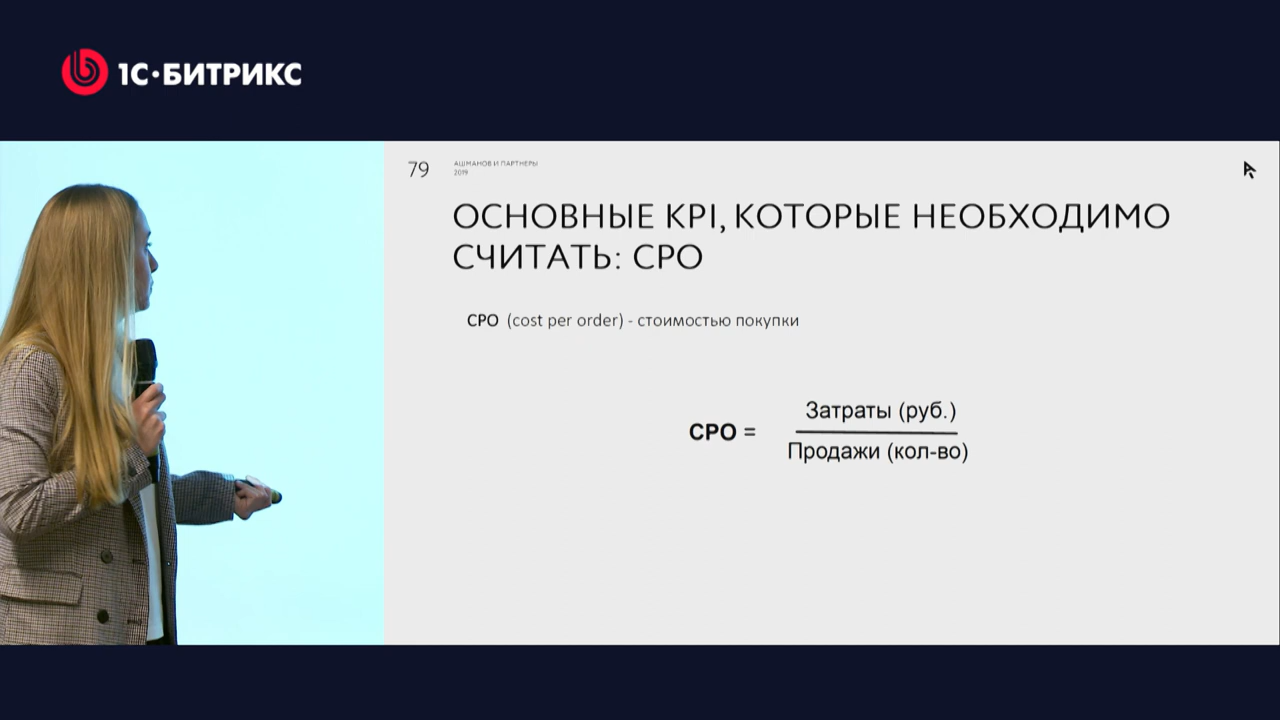 1С•БИТРИКС
79
АШМАНОВ И ПАРТНЕРЫ
2019
ОСНОВНЫЕ KPI, КОТОРЫЕ НЕОБХОДИМО
СЧИТАТЬ: CPO
CPO (cost per order) - стоимостью покупки
Затраты (руб.)
CPO =
Продажи (кол-во)